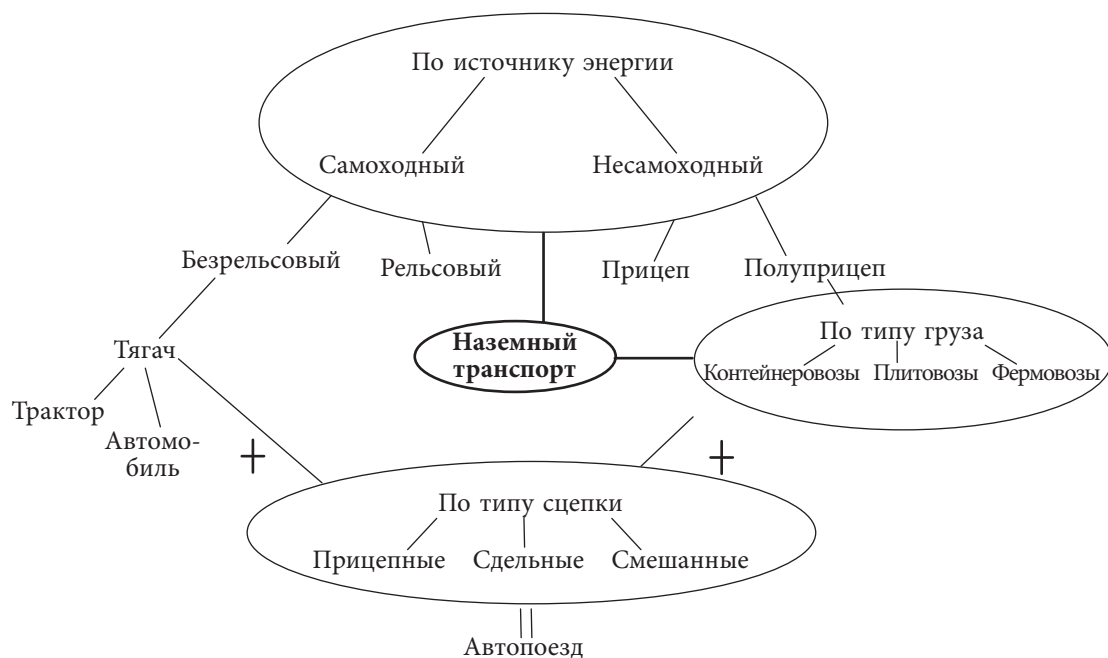 По источнику энергии
Самоходный
Несамоходный
Безрельсовый
Рельсовый
Прицеп
Полуприцеп
Наземный
транспорт
По типу груза
Контейнеровозы
Плитовозы
Фермовозы
Тягач
Трактор
Автомо-
биль
+
+
По типу сцепки
Прицепные
Сдельные
Смешанные
Автопоезд